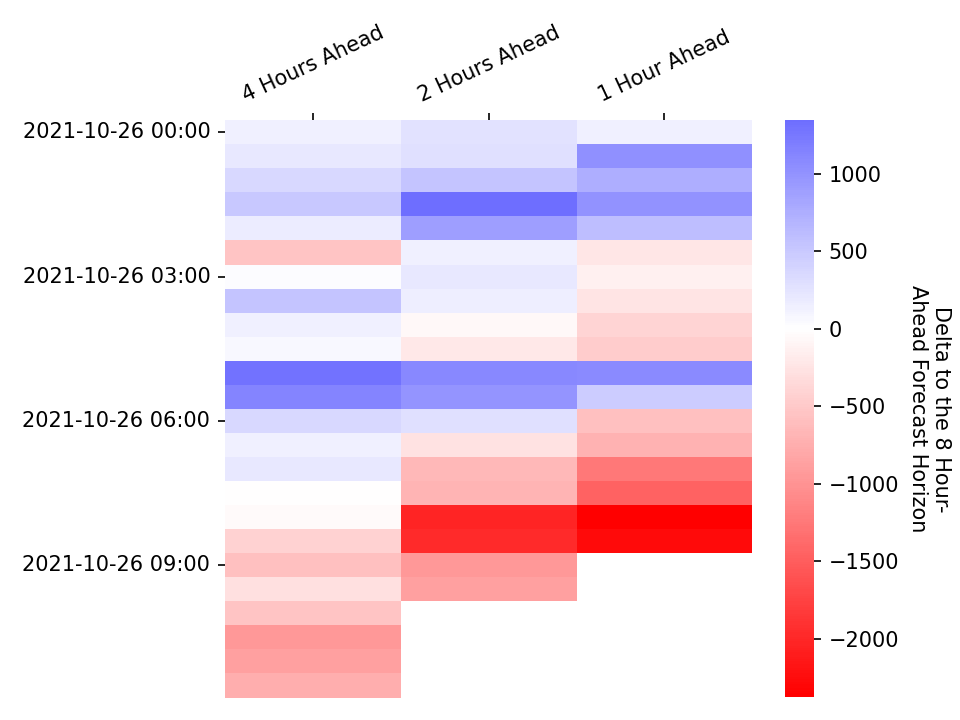 4 Hours Ahead
2 Hours Ahead
1 Hour Ahead
2021-10-26 00:00
2021-10-26 03:00
2021-10-26 06:00
2021-10-26 09:00
1000
500
0
−500
−1000
−1500
−2000
Delta to the 8 Hour-
Ahead Forecast Horizon